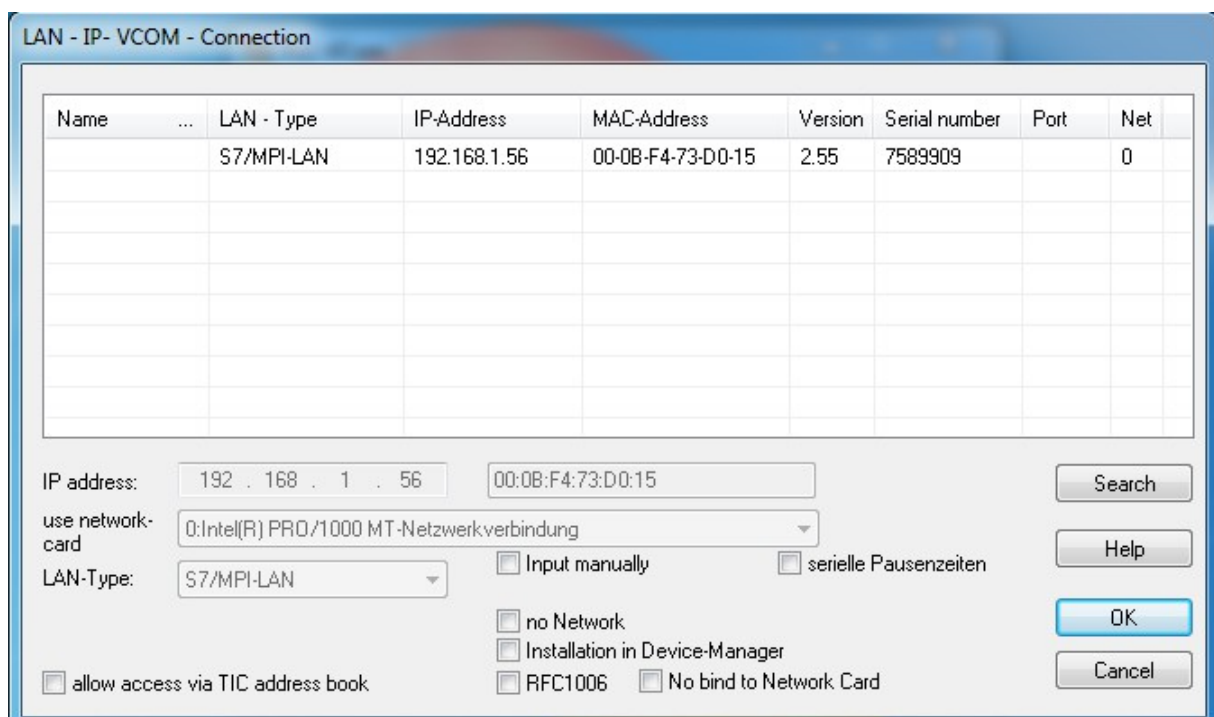 LAN - IP- VCOM - Connection
Name ... LAN - Type IP-Address MAC-Address Version Serial number Port Net
S7/MPI-LAN 192.168.1.56 00-0B-F4-73-D0-15 2.55 7589909 0
IP address: 192 . 168 . 1 . 56 00:0B:F4:73:D0:15 Search
use network-
card 0:Intel(R) PRO/1000 MT-Netzwerkverbindung
Help
LAN-Type: S7/MPI-LAN Input manually serielle Pausenzeiten
no Network OK
Installation in Device-Manager
allow access via TIC address book RFC1006 No bind to Network Card Cancel